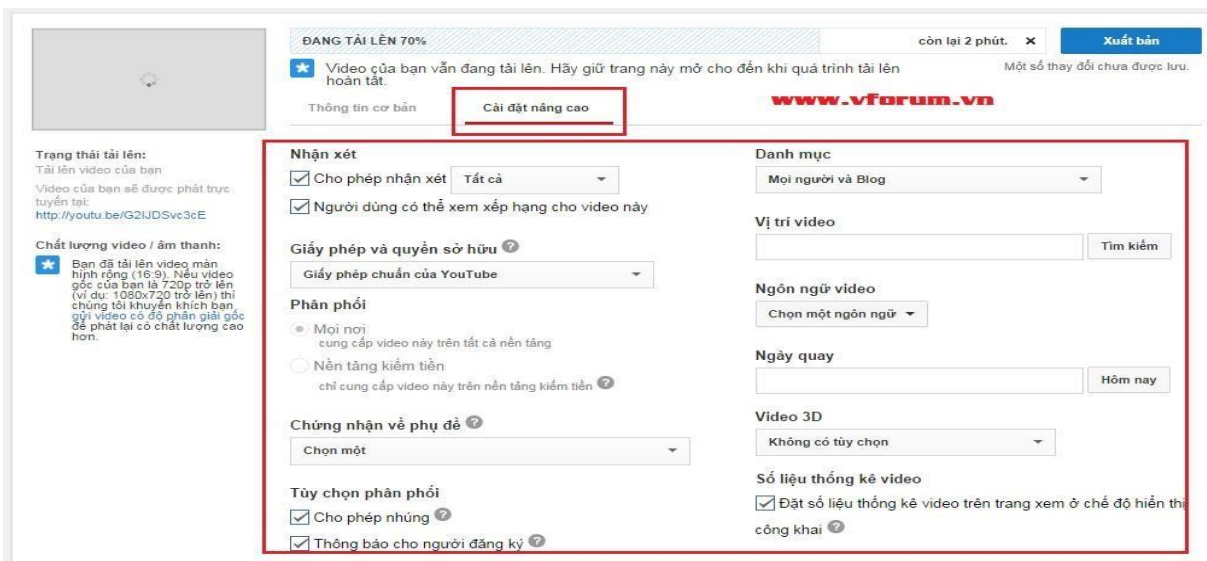 ĐANG TẢI LÊN 70%
còn lại 2 phút.
Xuất bản
Video của bạn vẫn đang tải lên. Hãy giữ trang này mở cho đến khi quá trình tải lên
hoàn tất.
Một số thay đổi chưa được lưu.
Thông tin cơ bản
Cài đặt nâng cao
www.vforum.vn
Trạng thái tải lên:
Tải lên video của bạn
Video của bạn sẽ được phát trực
tuyến tại:
http://youtu.be/G2IJDSvc3cE
Chất lượng video / âm thanh:
Bạn đã tải lên video màn
hình rộng (16:9). Nếu video
gốc của bạn là 720p trở lên
(ví dụ: 1080x720 trở lên) thì
chúng tôi khuyến khích bạn
gửi video có độ phân giải gốc
để phát lại có chất lượng cao
hơn.
Nhận xét
Cho phép nhận xét Tất cả
Người dùng có thể xem xếp hạng cho video này
Giấy phép và quyền sở hữu
Giấy phép chuẩn của YouTube
Phân phối
Mọi nơi
cung cấp video này trên tất cả nền tảng
Nền tảng kiếm tiền
chỉ cung cấp video này trên nền tảng kiếm tiền
Chứng nhận về phụ đề
Chọn một
Tùy chọn phân phối
Cho phép nhúng
Thông báo cho người đăng ký
Danh mục
Mọi người và Blog
Vị trí video
Tìm kiếm
Ngôn ngữ video
Chọn một ngôn ngữ
Ngày quay
Hôm nay
Video 3D
Không có tùy chọn
Số liệu thống kê video
Đặt số liệu thống kê video trên trang xem ở chế độ hiển thị
công khai